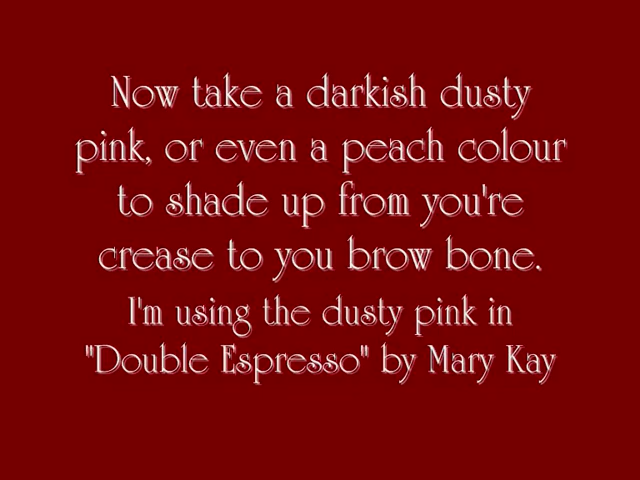 Now take a darkish dusty
pink, or even a peach colour
to shade up from you're
crease to you brow bone.
I'm using the dusty pink in
"Double Espresso" by Mary Kay